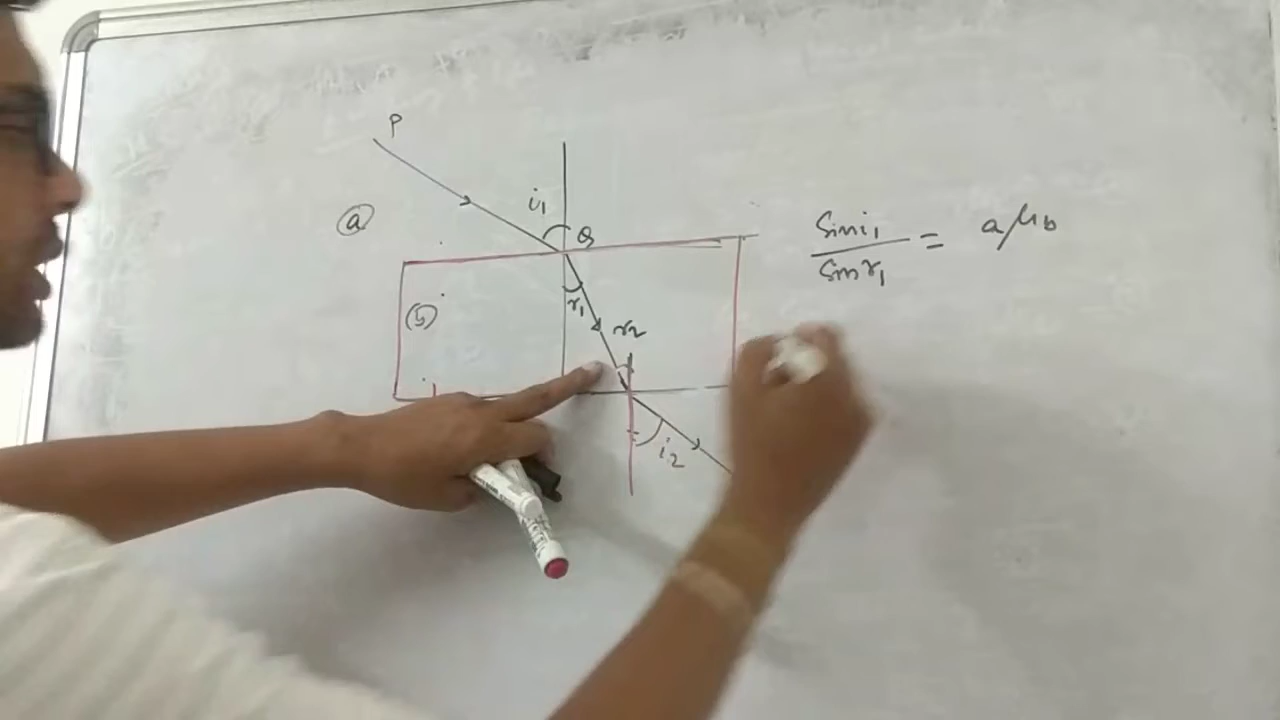 P
i1
(a)
Q
(b)
r1
r2
i2
Sin i1 / Sin r1 = aμb